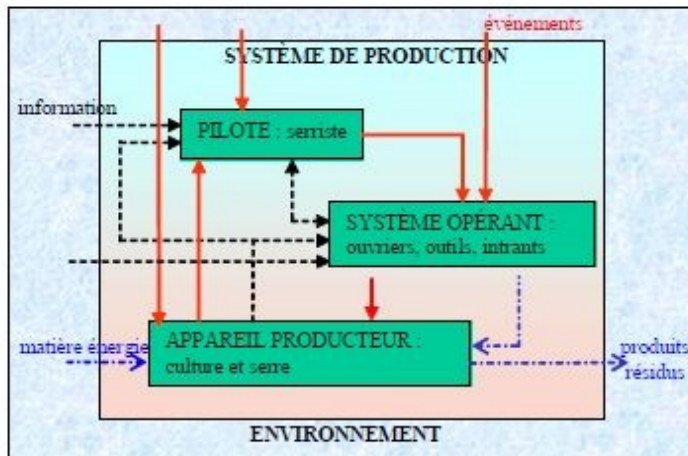 événements
SYSTÈME DE PRODUCTION
information
PILOTE : serriste
SYSTÈME OPÉRANT :
ouvriers, outils, intrants
matière énergie
APPAREIL PRODUCTEUR :
culture et serre
produits
résidus
ENVIRONNEMENT